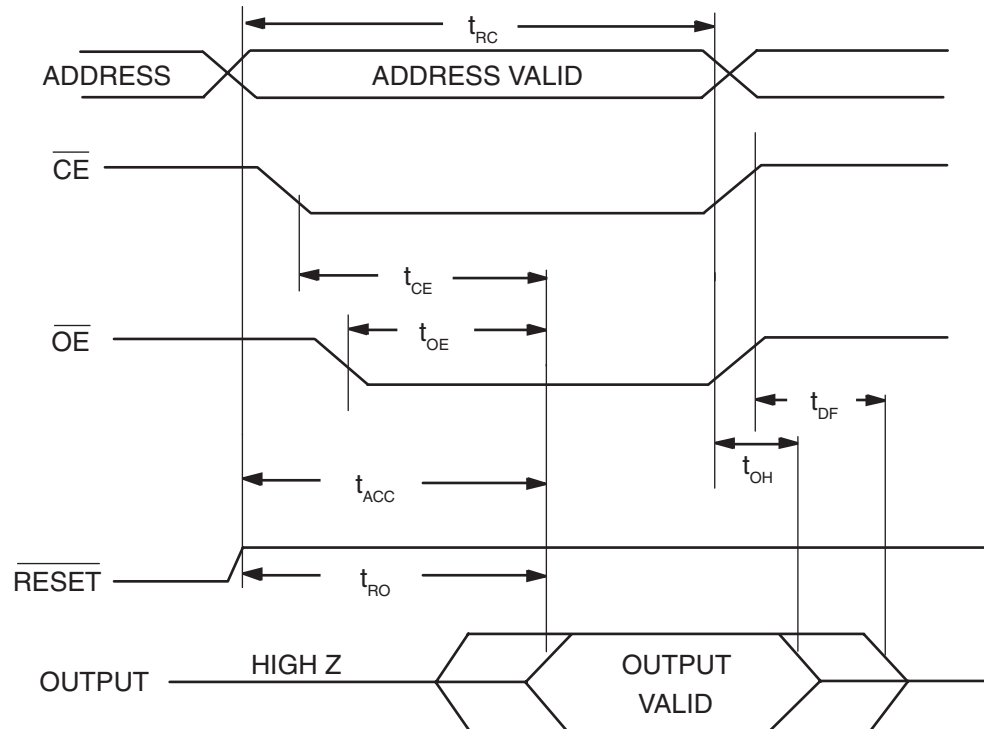 tRC
ADDRESS ADDRESS VALID
CE
tCE
OE tOE
tDF
tOH
tACC
RESET
tRO
OUTPUT HIGH Z OUTPUT
VALID